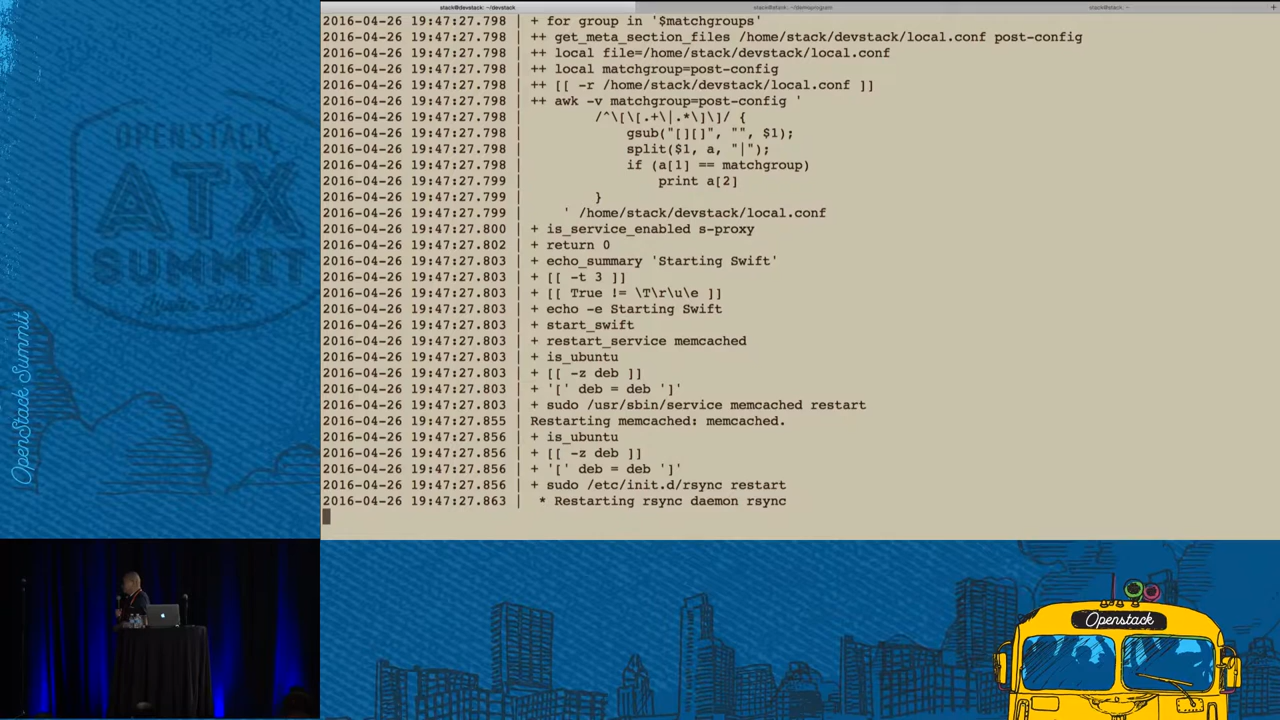 stack@devstack: ~/devstack
stack@stack: ~
2016-04-26 19:47:27.798 | + for group in '$matchgroups'
2016-04-26 19:47:27.798 | ++ get_meta_section_files /home/stack/devstack/local.conf post-config
2016-04-26 19:47:27.798 | ++ local file=/home/stack/devstack/local.conf
2016-04-26 19:47:27.798 | ++ local matchgroup=post-config
2016-04-26 19:47:27.798 | ++ [[ -r /home/stack/devstack/local.conf ]]
2016-04-26 19:47:27.798 | ++ awk -v matchgroup=post-config '
2016-04-26 19:47:27.798 | /^\[\[.+\|.*\]\]/ {
2016-04-26 19:47:27.798 | gsub("[][]", "", $1);
2016-04-26 19:47:27.798 | split($1, a, "|");
2016-04-26 19:47:27.798 | if (a[1] == matchgroup)
2016-04-26 19:47:27.799 | print a[2]
2016-04-26 19:47:27.799 | }
2016-04-26 19:47:27.799 | ' /home/stack/devstack/local.conf
2016-04-26 19:47:27.800 | + is_service_enabled s-proxy
2016-04-26 19:47:27.802 | + return 0
2016-04-26 19:47:27.803 | + echo_summary 'Starting Swift'
2016-04-26 19:47:27.803 | + [[ -t 3 ]]
2016-04-26 19:47:27.803 | + [[ True != \T\r\u\e ]]
2016-04-26 19:47:27.803 | + echo -e Starting Swift
2016-04-26 19:47:27.803 | + start_swift
2016-04-26 19:47:27.803 | + restart_service memcached
2016-04-26 19:47:27.803 | + is_ubuntu
2016-04-26 19:47:27.803 | + [[ -z deb ]]
2016-04-26 19:47:27.803 | + '[' deb = deb ']'
2016-04-26 19:47:27.803 | + sudo /usr/sbin/service memcached restart
2016-04-26 19:47:27.855 | Restarting memcached: memcached.
2016-04-26 19:47:27.856 | + is_ubuntu
2016-04-26 19:47:27.856 | + [[ -z deb ]]
2016-04-26 19:47:27.856 | + '[' deb = deb ']'
2016-04-26 19:47:27.856 | + sudo /etc/init.d/rsync restart
2016-04-26 19:47:27.863 | * Restarting rsync daemon rsync
OPENSTACK
ATX
SUMMIT
OpenStack Summit
Openstack